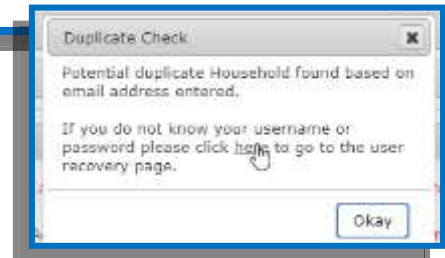 Duplicate Check
Potential duplicate Household found based on
email address entered.
If you do not know your username or
password please click here to go to the user
recovery page.
Okay